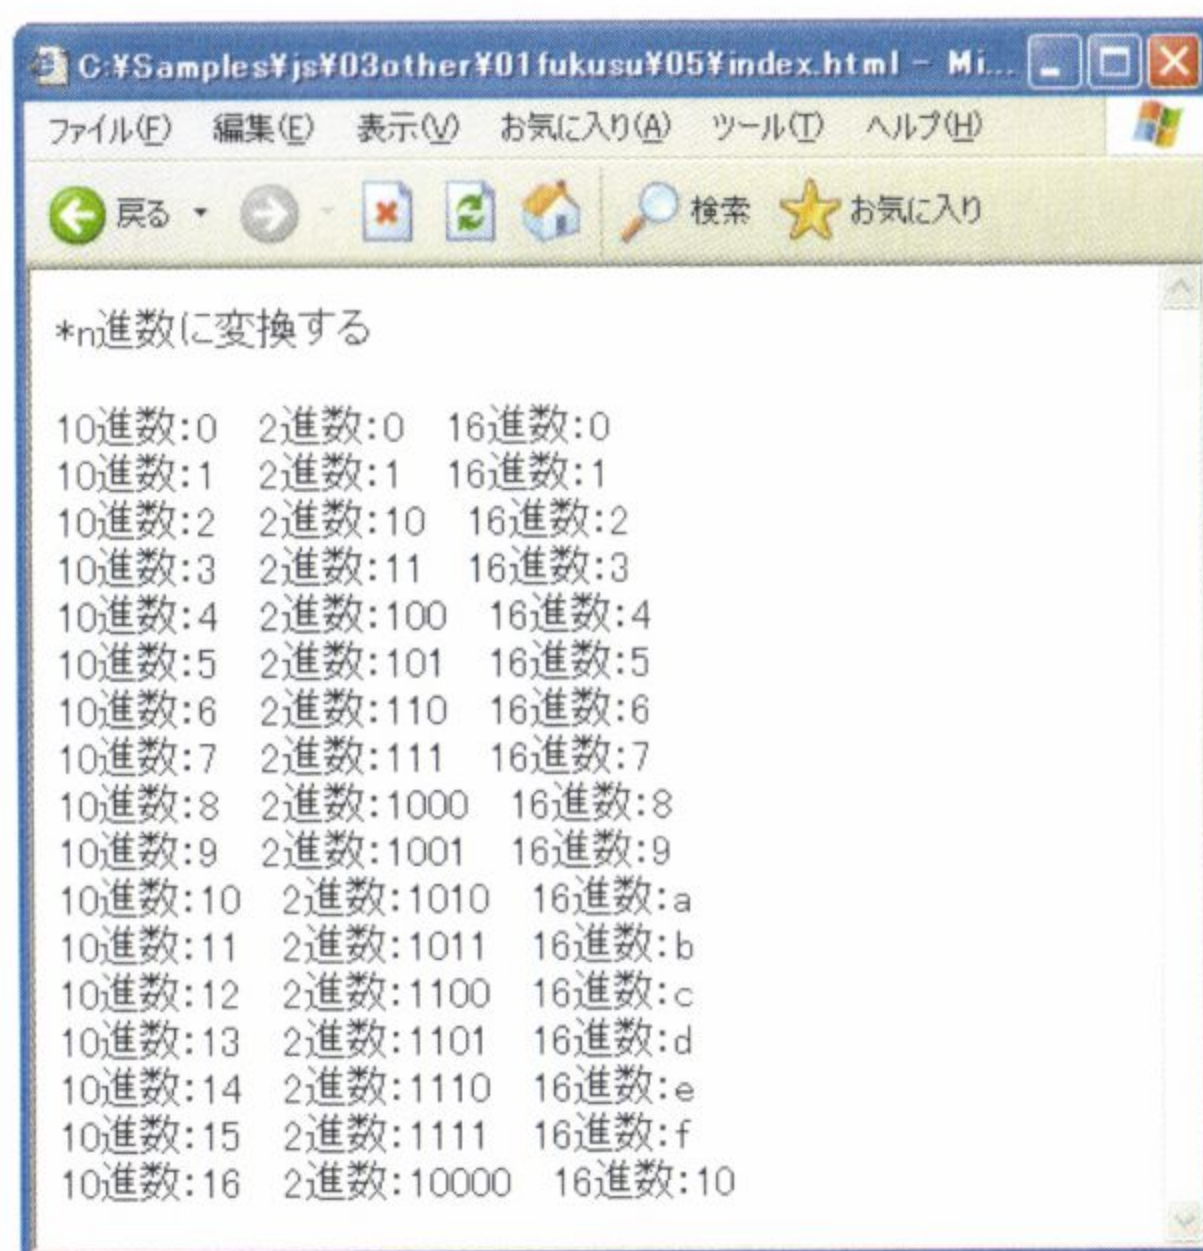 C:¥Samples¥js¥03other¥01fukusu¥05¥index.html - Mi...
ファイル(F) 編集(E) 表示(V) お気に入り(A) ツール(T) ヘルプ(H)
戻る 検索 お気に入り
*n進数に変換する
10進数:0 2進数:0 16進数:0
10進数:1 2進数:1 16進数:1
10進数:2 2進数:10 16進数:2
10進数:3 2進数:11 16進数:3
10進数:4 2進数:100 16進数:4
10進数:5 2進数:101 16進数:5
10進数:6 2進数:110 16進数:6
10進数:7 2進数:111 16進数:7
10進数:8 2進数:1000 16進数:8
10進数:9 2進数:1001 16進数:9
10進数:10 2進数:1010 16進数:a
10進数:11 2進数:1011 16進数:b
10進数:12 2進数:1100 16進数:c
10進数:13 2進数:1101 16進数:d
10進数:14 2進数:1110 16進数:e
10進数:15 2進数:1111 16進数:f
10進数:16 2進数:10000 16進数:10